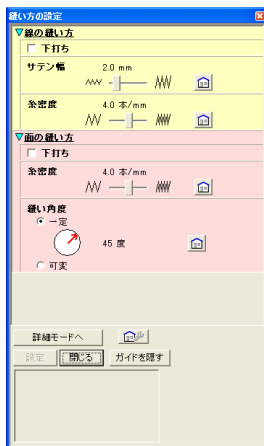 縫い方の設定
線の縫い方
下打ち
サテン幅 2.0 mm
糸密度 4.0 本/mm
面の縫い方
下打ち
糸密度 4.0 本/mm
縫い角度
一定
45 度
可変
詳細モードへ
設定 閉じる ガイドを隠す